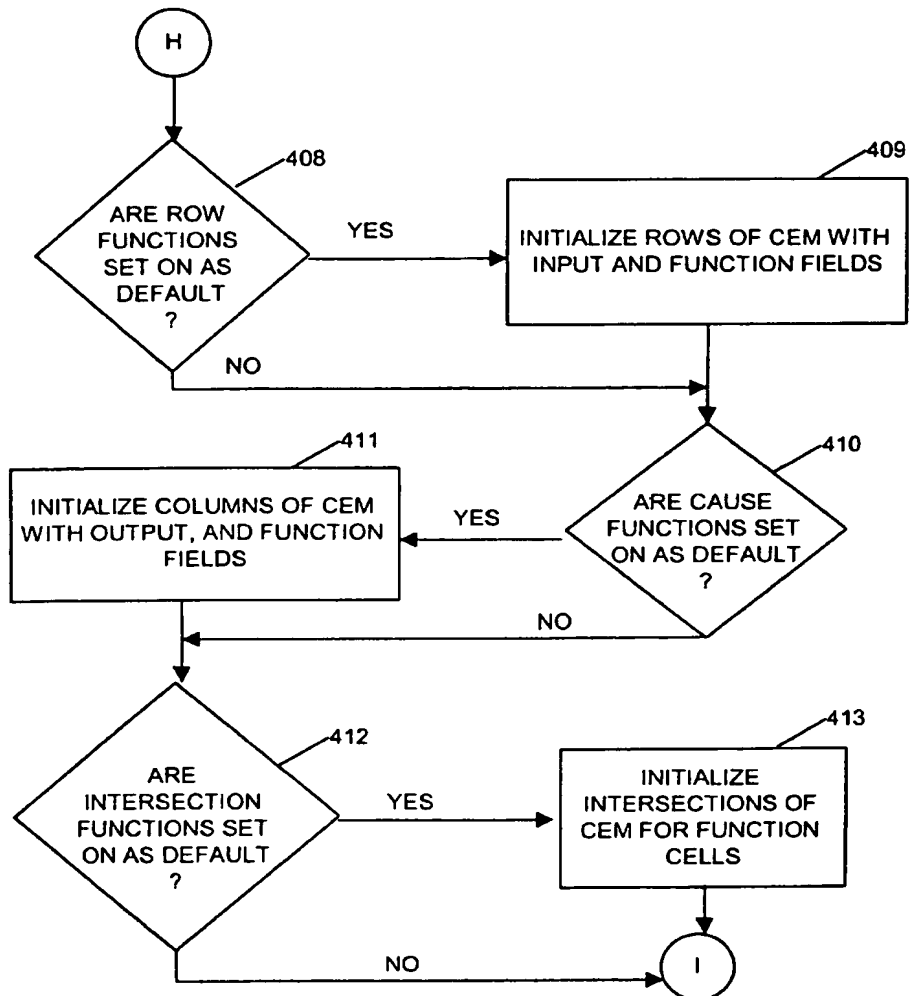 H
408
ARE ROW
FUNCTIONS
SET ON AS
DEFAULT
?
YES
409
INITIALIZE ROWS OF CEM WITH
INPUT AND FUNCTION FIELDS
NO
410
ARE CAUSE
FUNCTIONS SET
ON AS DEFAULT
?
YES
411
INITIALIZE COLUMNS OF CEM
WITH OUTPUT, AND FUNCTION
FIELDS
NO
412
ARE
INTERSECTION
FUNCTIONS SET
ON AS DEFAULT
?
YES
413
INITIALIZE
INTERSECTIONS OF
CEM FOR FUNCTION
CELLS
NO
I